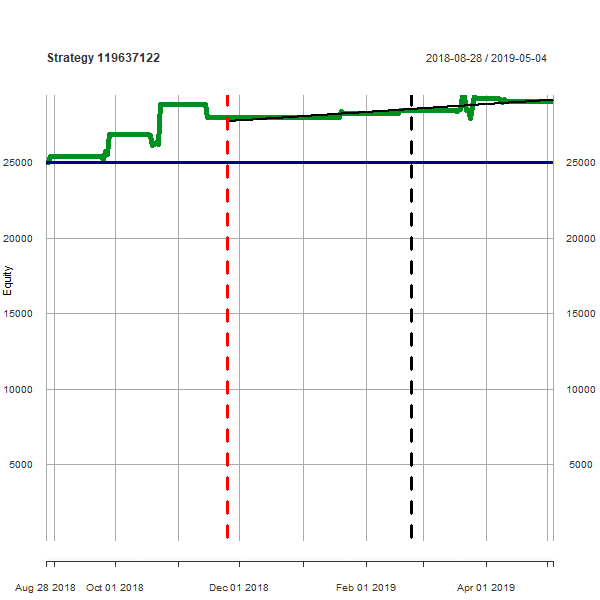 Strategy 119637122
2018-08-28 / 2019-05-04
25000 25000
20000 20000
15000 15000
10000 10000
5000 5000
Equity
Aug 28 2018 Oct 01 2018 Dec 01 2018 Feb 01 2019 Apr 01 2019